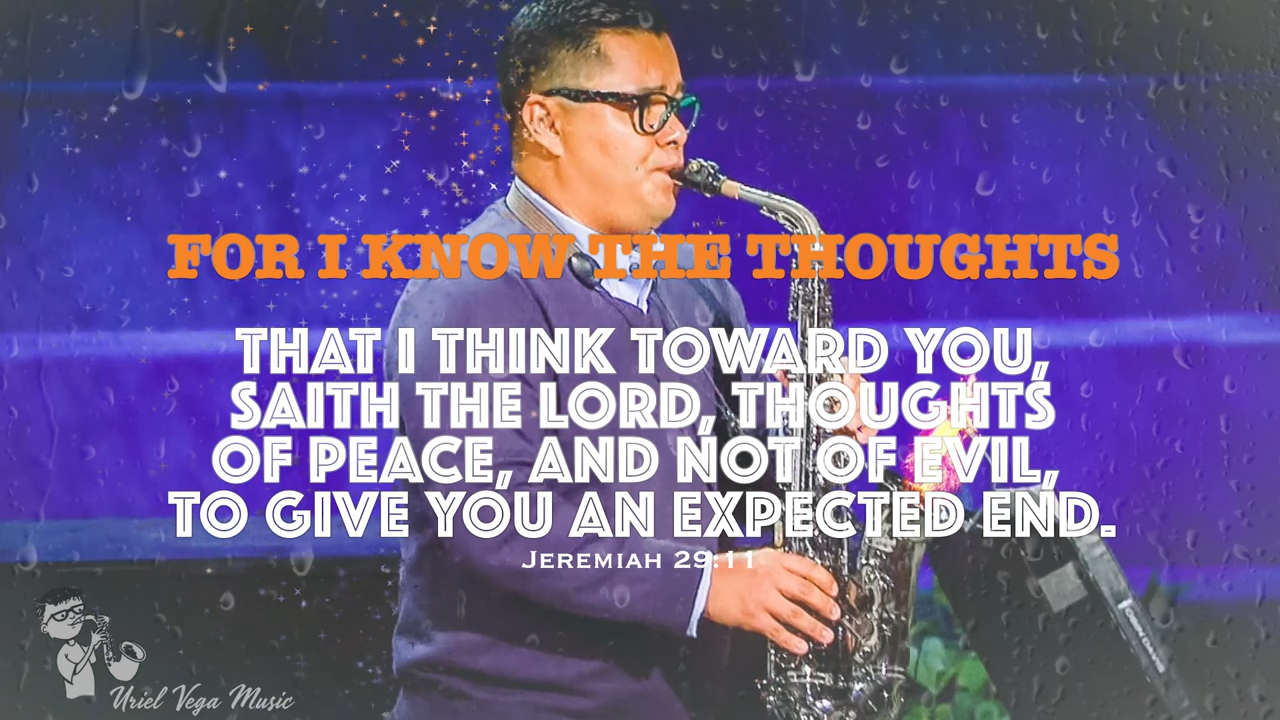 FOR I KNOW THE THOUGHTS
THAT I THINK TOWARD YOU,
SAITH THE LORD, THOUGHTS
OF PEACE, AND NOT OF EVIL,
TO GIVE YOU AN EXPECTED END.
JEREMIAH 29:11
Uriel Vega Music